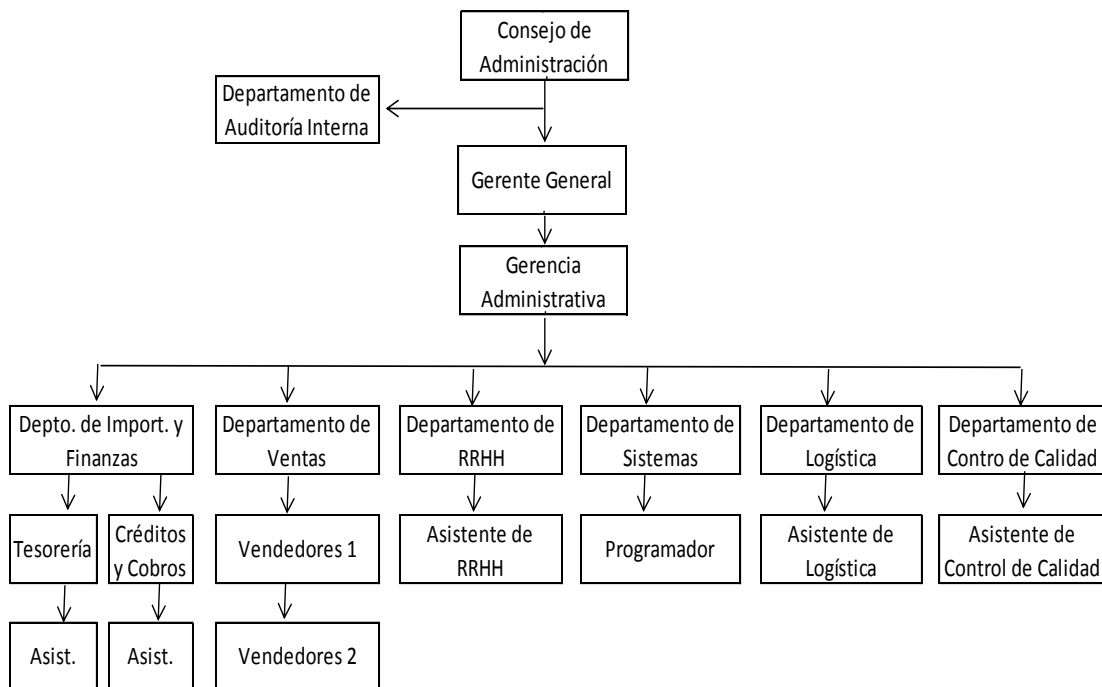 Consejo de
Administración
Departamento de
Auditoría Interna
Gerente General
Gerencia
Administrativa
Depto. de Import. y
Finanzas
Departamento de
Ventas
Departamento de
RRHH
Departamento de
Sistemas
Departamento de
Logística
Departamento de
Contro de Calidad
Tesorería
Créditos
y Cobros
Vendedores 1
Asistente de
RRHH
Programador
Asistente de
Logística
Asistente de
Control de Calidad
Asist.
Asist.
Vendedores 2